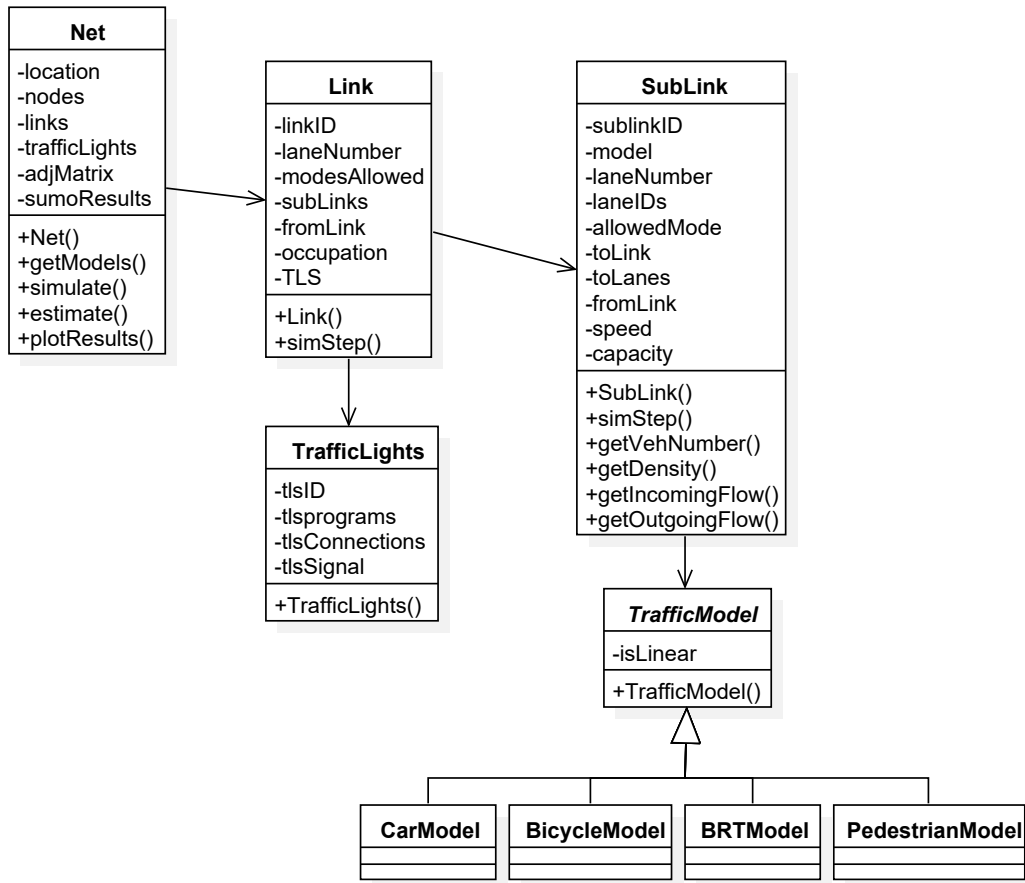 Net
-location
-nodes
-links
-trafficLights
-adjMatrix
-sumoResults
+Net()
+getModels()
+simulate()
+estimate()
+plotResults()
Link
-linkID
-laneNumber
-modesAllowed
-subLinks
-fromLink
-occupation
-TLS
+Link()
+simStep()
SubLink
-sublinkID
-model
-laneNumber
-laneIDs
-allowedMode
-toLink
-toLanes
-fromLink
-speed
-capacity
+SubLink()
+simStep()
+getVehNumber()
+getDensity()
+getIncomingFlow()
+getOutgoingFlow()
TrafficLights
-tlsID
-tlsprograms
-tlsConnections
-tlsSignal
+TrafficLights()
TrafficModel
-isLinear
+TrafficModel()
CarModel
BicycleModel
BRTModel
PedestrianModel